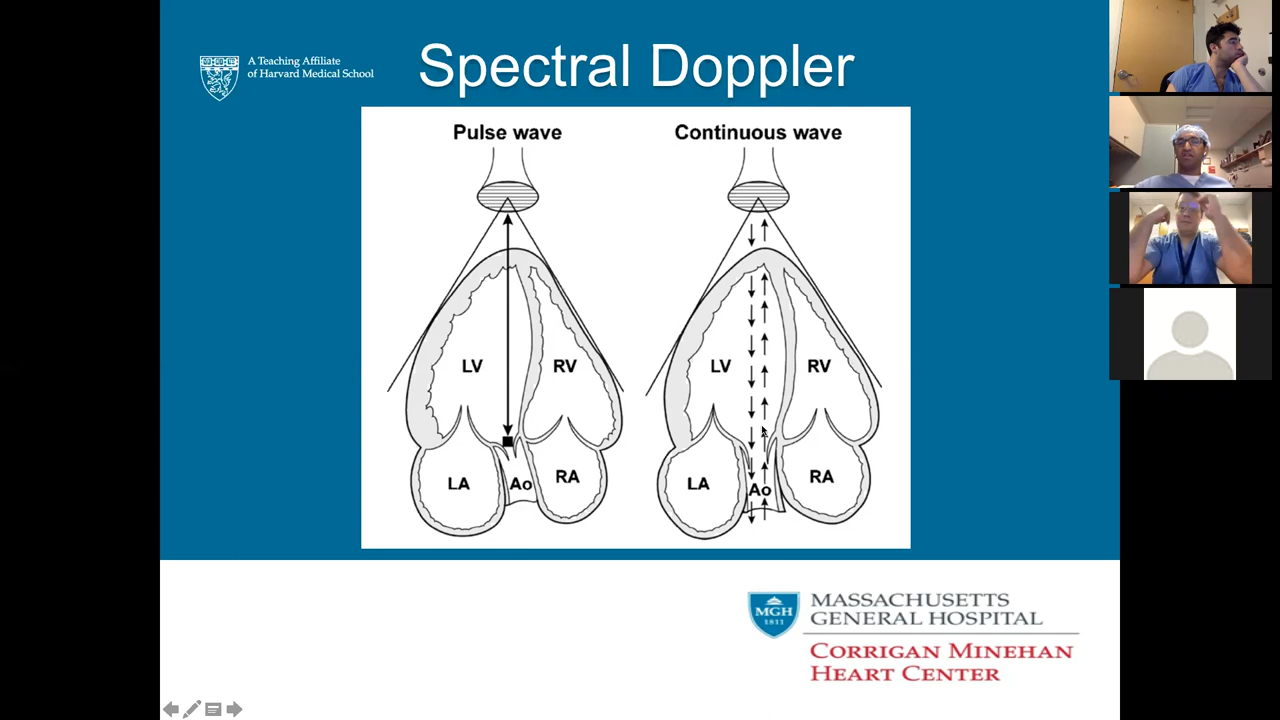 A Teaching Affiliate
of Harvard Medical School
Spectral Doppler
Pulse wave
Continuous wave
LV
RV
LV
RV
LA
Ao
RA
LA
Ao
RA
MGH
1811
MASSACHUSETTS
GENERAL HOSPITAL
CORRIGAN MINEHAN
HEART CENTER